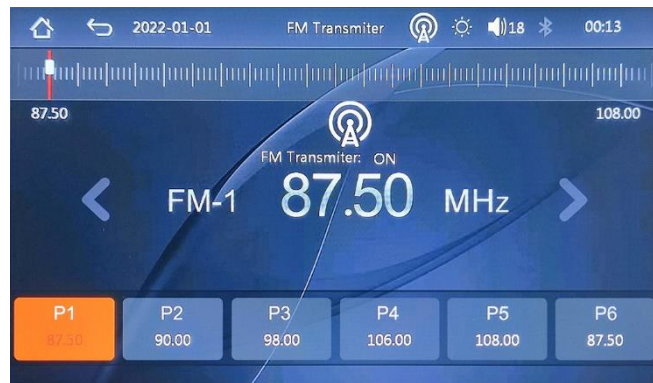 2022-01-01 FM Transmiter 18 00:13
87.50 108.00
FM Transmiter: ON
FM-1 87.50 MHz
P1 P2 P3 P4 P5 P6
87.50 90.00 98.00 106.00 108.00 87.50